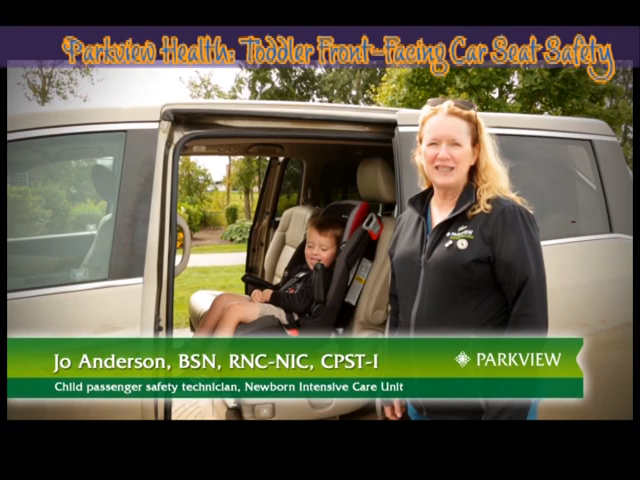 Parkview Health: Toddler Front-Facing Car Seat Safety
Jo Anderson, BSN, RNC-NIC, CPST-I
PARKVIEW
Child passenger safety technician, Newborn Intensive Care Unit
PARKVIEW